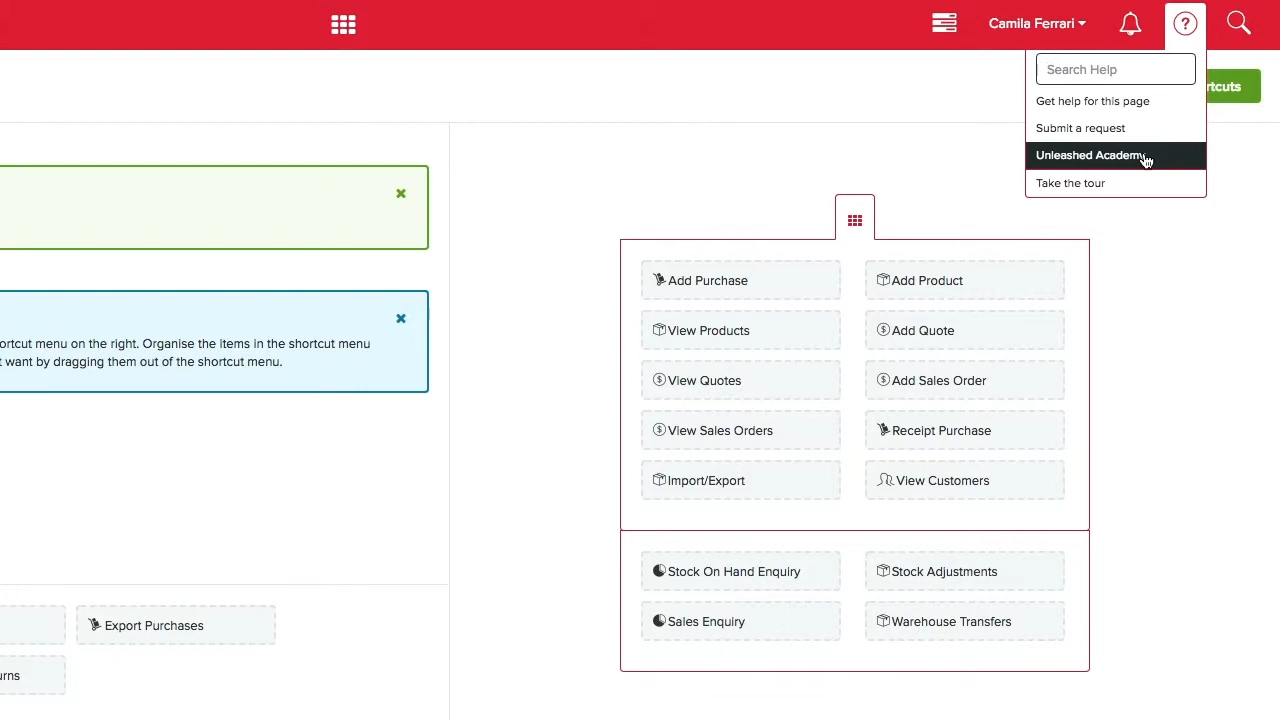 Camila Ferrari
Search Help
Get help for this page
Submit a request
Unleashed Academy
Take the tour
rtcuts
ortcut menu on the right. Organise the items in the shortcut menu
t want by dragging them out of the shortcut menu.
Add Purchase
Add Product
View Products
Add Quote
View Quotes
Add Sales Order
View Sales Orders
Receipt Purchase
Import/Export
View Customers
Stock On Hand Enquiry
Stock Adjustments
Sales Enquiry
Warehouse Transfers
Export Purchases
urns